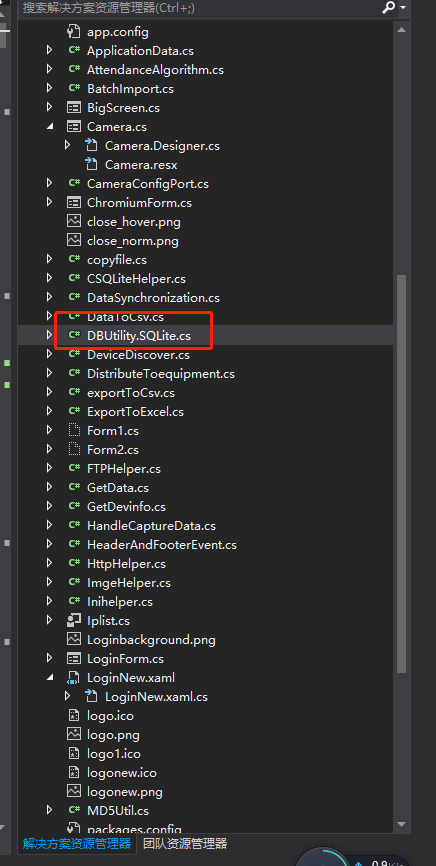 搜索解决方案资源管理器(Ctrl+;)
app.config
ApplicationData.cs
AttendanceAlgorithm.cs
BatchImport.cs
BigScreen.cs
Camera.cs
Camera.Designer.cs
Camera.resx
CameraConfigPort.cs
ChromiumForm.cs
close_hover.png
close_norm.png
copyfile.cs
CSQLiteHelper.cs
DataSynchronization.cs
DataToCsv.cs
DBUtility.SQLite.cs
DeviceDiscover.cs
DistributeToequipment.cs
exportToCsv.cs
ExportToExcel.cs
Form1.cs
Form2.cs
FTPHelper.cs
GetData.cs
GetDevinfo.cs
HandleCaptureData.cs
HeaderAndFooterEvent.cs
HttpHelper.cs
ImgeHelper.cs
Inihelper.cs
Iplist.cs
Loginbackground.png
LoginForm.cs
LoginNew.xaml
LoginNew.xaml.cs
logo.ico
logo.png
logo1.ico
logonew.ico
logonew.png
MD5Util.cs
packages.config
解决方案资源管理器 团队资源管理器